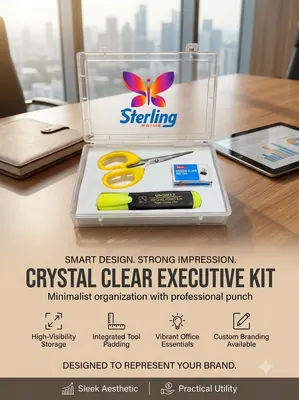 Sterling
PRIME
SMART DESIGN. STRONG IMPRESSION.
CRYSTAL CLEAR EXECUTIVE KIT
Minimalist organization with professional punch
High-Visibility
Storage
Integrated Tool
Padding
Vibrant Office
Essentials
Custom Branding
Available
DESIGNED TO REPRESENT YOUR BRAND.
Sleek Aesthetic
Practical Utility